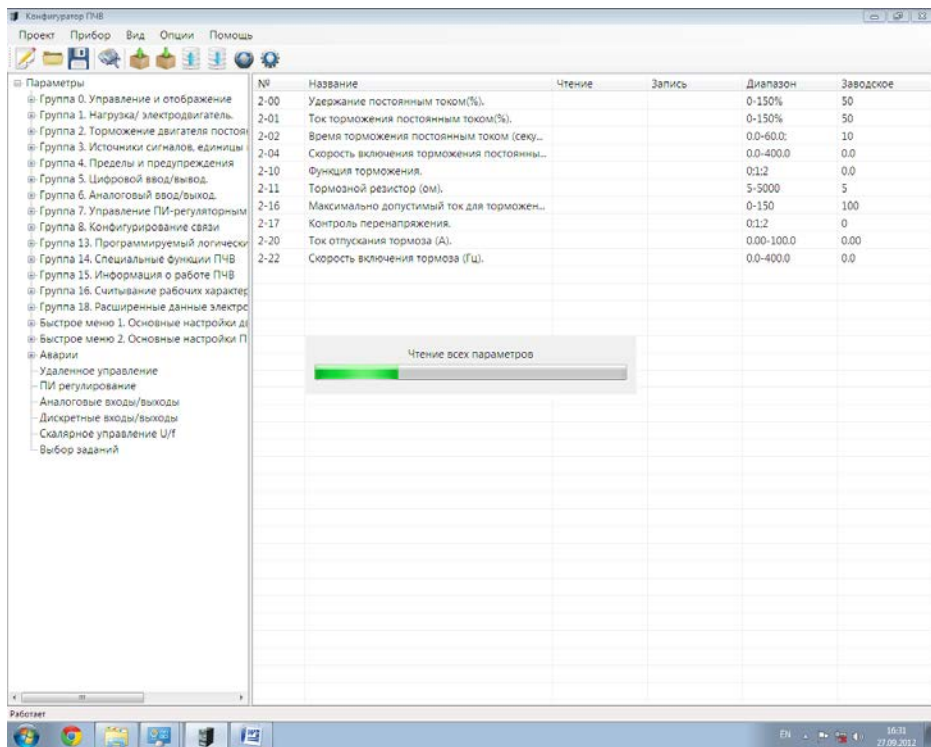 Конфигуратор ПЧВ
Проект Прибор Вид Опции Помощь
Параметры
Группа 0. Управление и отображение
Группа 1. Нагрузка/ электродвигатель.
Группа 2. Торможение двигателя постоян
Группа 3. Источники сигналов, единицы
Группа 4. Пределы и предупреждения
Группа 5. Цифровой ввод/вывод.
Группа 6. Аналоговый ввод/выход.
Группа 7. Управление ПИ-регуляторным
Группа 8. Конфигурирование связи
Группа 13. Программируемый логически
Группа 14. Специальные функции ПЧВ
Группа 15. Информация о работе ПЧВ
Группа 16. Считывание рабочих характер
Группа 18. Расширенные данные электрс
Быстрое меню 1. Основные настройки д
Быстрое меню 2. Основные настройки П
Аварии
Удаленное управление
ПИ регулирование
Аналоговые входы/выходы
Дискретные входы/выходы
Скалярное управление U/f
Выбор заданий
№ Название Чтение Запись Диапазон Заводское
2-00 Удержание постоянным током(%). 0-150% 50
2-01 Ток торможения постоянным током(%). 0-150% 50
2-02 Время торможения постоянным током (секу... 0.0-60.0; 10
2-04 Скорость включения торможения постоянны... 0.0-400.0 0.0
2-10 Функция торможения. 0;1;2 0.0
2-11 Тормозной резистор (ом). 5-5000 5
2-16 Максимально допустимый ток для торможен... 0-150 100
2-17 Контроль перенапряжения. 0;1;2 0
2-20 Ток отпускания тормоза (А). 0.00-100.0 0.00
2-22 Скорость включения тормоза (Гц). 0.0-400.0 0.0
Чтение всех параметров
Работает
EN 16:31
27.09.2012